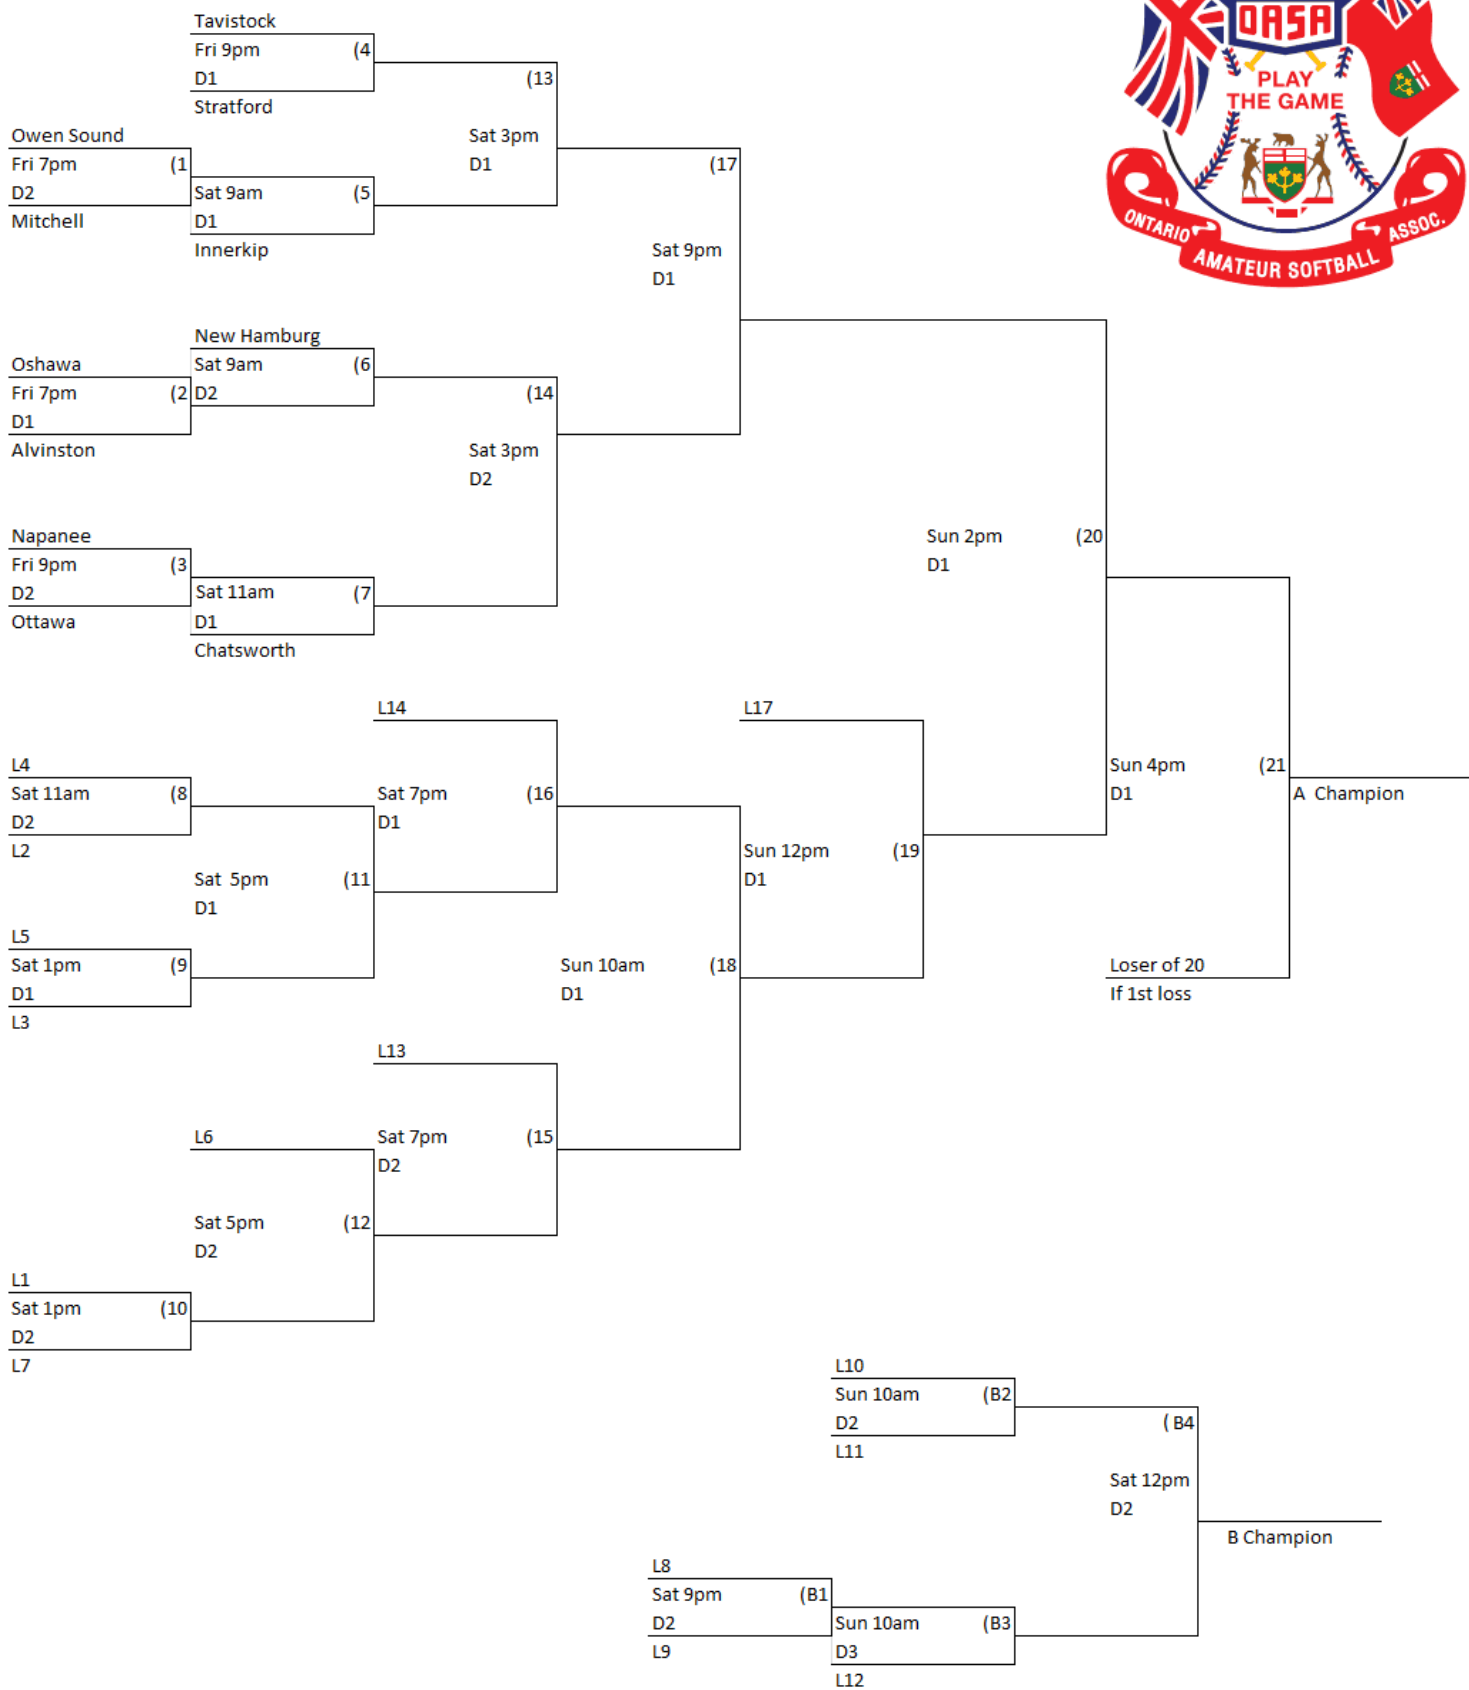 OASA
PLAY
THE GAME
ONTARIO
AMATEUR SOFTBALL
ASSOC.
Tavistock
Fri 9pm (4
D1
Stratford
(13
Sat 3pm
D1
Owen Sound
Fri 7pm (1
D2
Mitchell
Sat 9am (5
D1
Innerkip
(17
Sat 9pm
D1
New Hamburg
Sat 9am (6
D2
Oshawa
Fri 7pm (2
D1
Alvinston
(14
Sat 3pm
D2
Napanee
Fri 9pm (3
D2
Ottawa
Sat 11am (7
D1
Chatsworth
Sun 2pm (20
D1
L14
L17
L4
Sat 11am (8
D2
L2
Sat 7pm (16
D1
Sun 4pm (21
D1
A Champion
Sat 5pm (11
D1
Sun 12pm (19
D1
L5
Sat 1pm (9
D1
L3
Sun 10am (18
D1
Loser of 20
If 1st loss
L13
L6
Sat 7pm (15
D2
Sat 5pm (12
D2
L1
Sat 1pm (10
D2
L7
L10
Sun 10am (B2
D2
L11
( B4
Sat 12pm
D2
B Champion
L8
Sat 9pm (B1
D2
L9
Sun 10am (B3
D3
L12